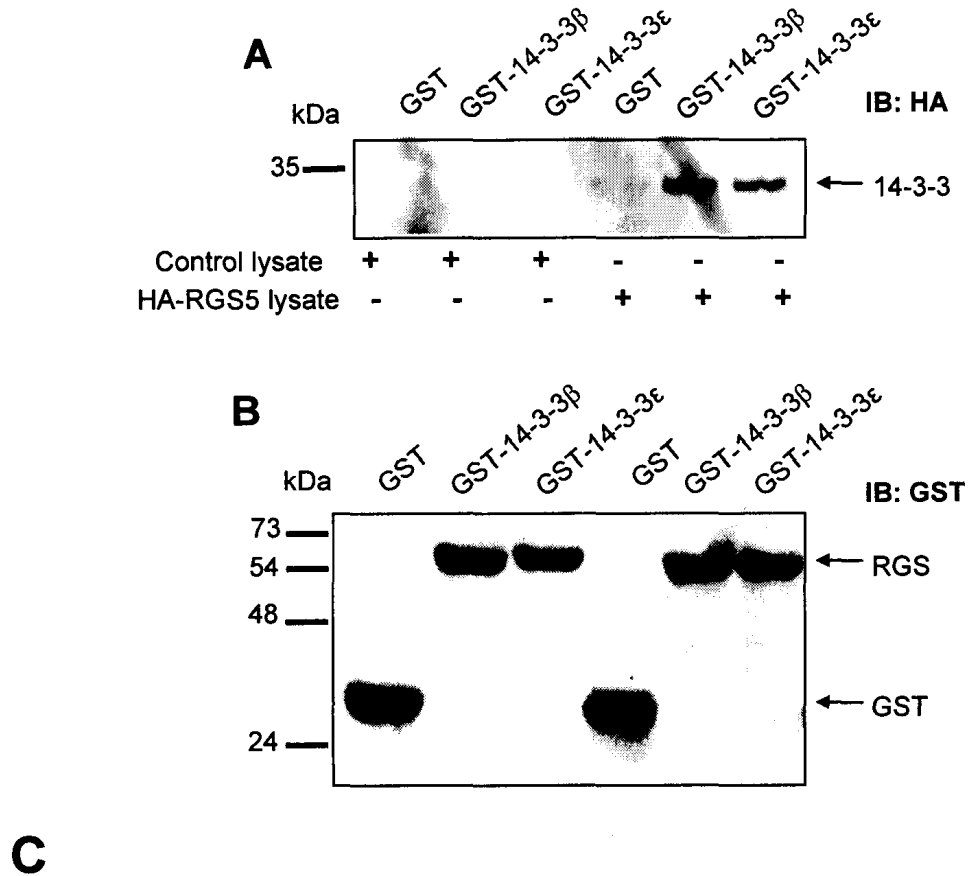 A
GST GST-14-3-3β GST-14-3-3ε GST GST-14-3-3β GST-14-3-3ε
IB: HA
kDa
35
14-3-3
Control lysate + + + - - -
HA-RGS5 lysate - - - + + +
B
GST GST-14-3-3β GST-14-3-3ε GST GST-14-3-3β GST-14-3-3ε
kDa
IB: GST
73
54
RGS
48
GST
24
C